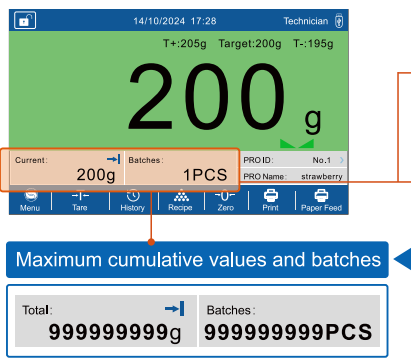 14/10/2024 17:28 Technician
T+:205g Target:200g T-:195g
200 g
Current: Batches: PRO ID: No.1 >
200g 1PCS PRO Name: strawberry
Menu Tare History Recipe Zero Print Paper Feed
Maximum cumulative values and batches
Total: Batches:
999999999g 999999999PCS